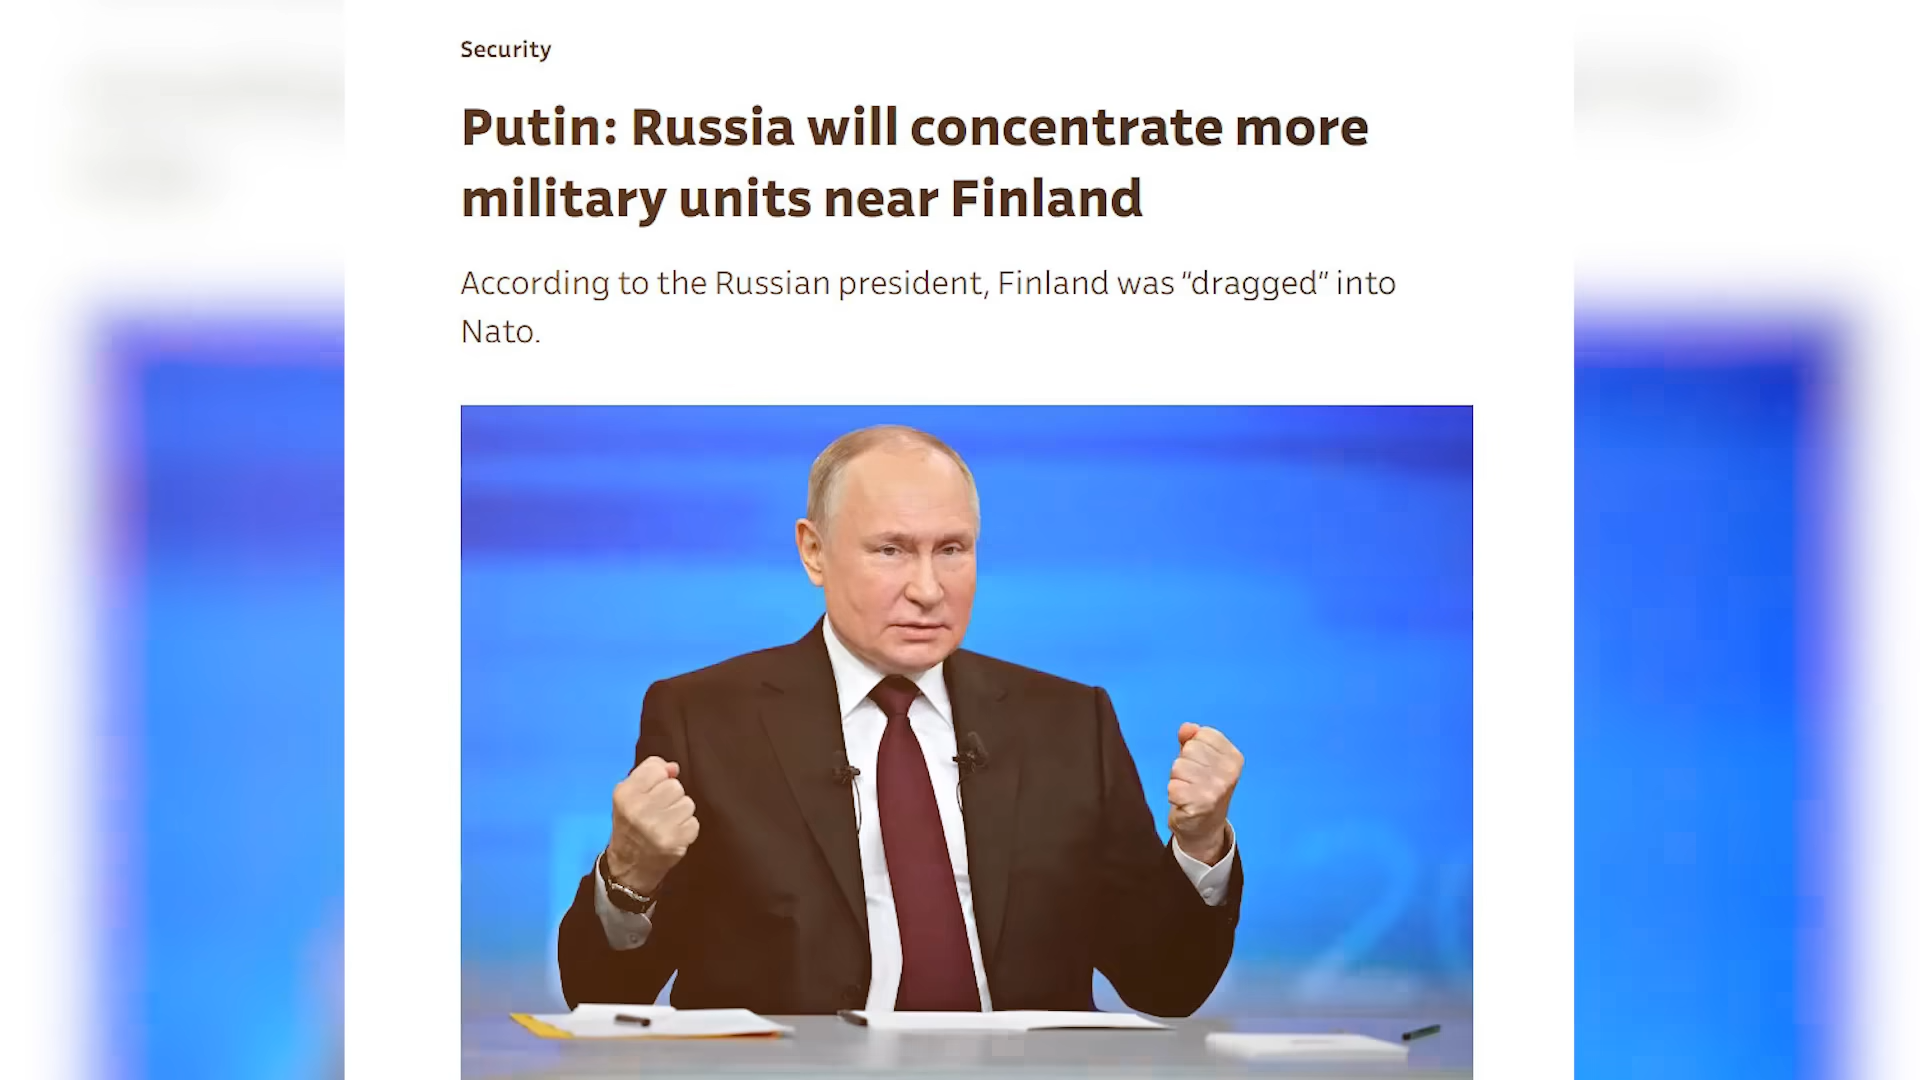 Security
Putin: Russia will concentrate more
military units near Finland
According to the Russian president, Finland was “dragged” into
Nato.